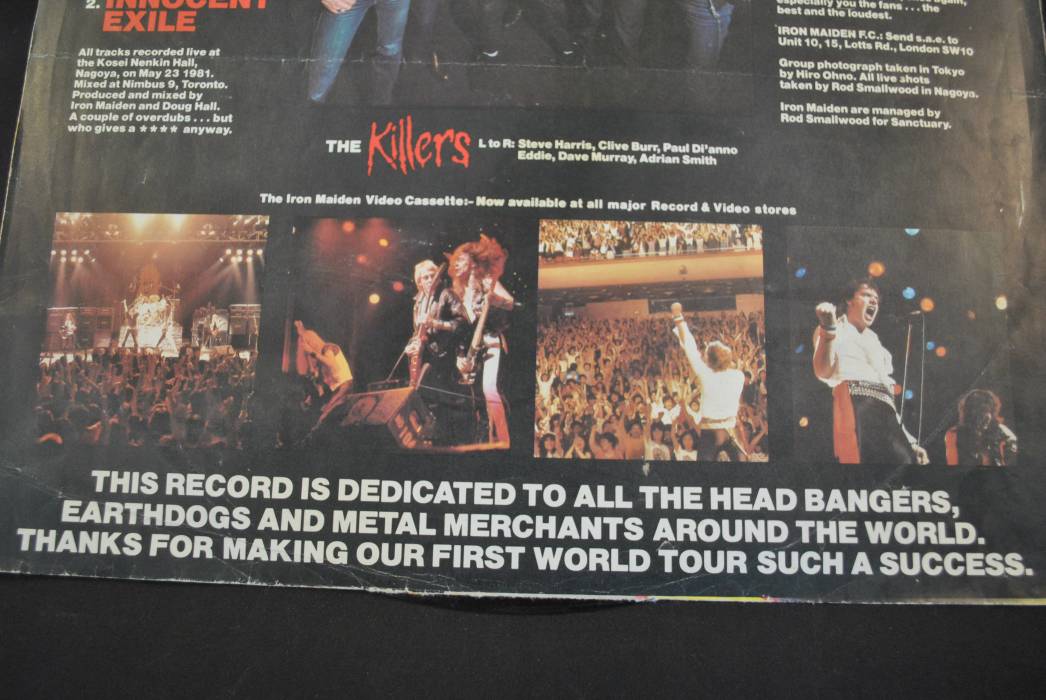 2. INNOCENT
EXILE
All tracks recorded live at
the Kosei Nenkin Hall,
Nagoya, on May 23 1981.
Mixed at Nimbus 9, Toronto.
Produced and mixed by
Iron Maiden and Doug Hall.
A couple of overdubs . . . but
who gives a **** anyway.
especially you the fans . . . the
best and the loudest.
IRON MAIDEN F.C.: Send s.a.e. to
Unit 10, 15, Lotts Rd., London SW10
Group photograph taken in Tokyo
by Hiro Ohno. All live shots
taken by Rod Smallwood in Nagoya.
Iron Maiden are managed by
Rod Smallwood for Sanctuary.
THE Killers L to R: Steve Harris, Clive Burr, Paul Di'anno
Eddie, Dave Murray, Adrian Smith
The Iron Maiden Video Cassette:- Now available at all major Record & Video stores
THIS RECORD IS DEDICATED TO ALL THE HEAD BANGERS,
EARTHDOGS AND METAL MERCHANTS AROUND THE WORLD.
THANKS FOR MAKING OUR FIRST WORLD TOUR SUCH A SUCCESS.